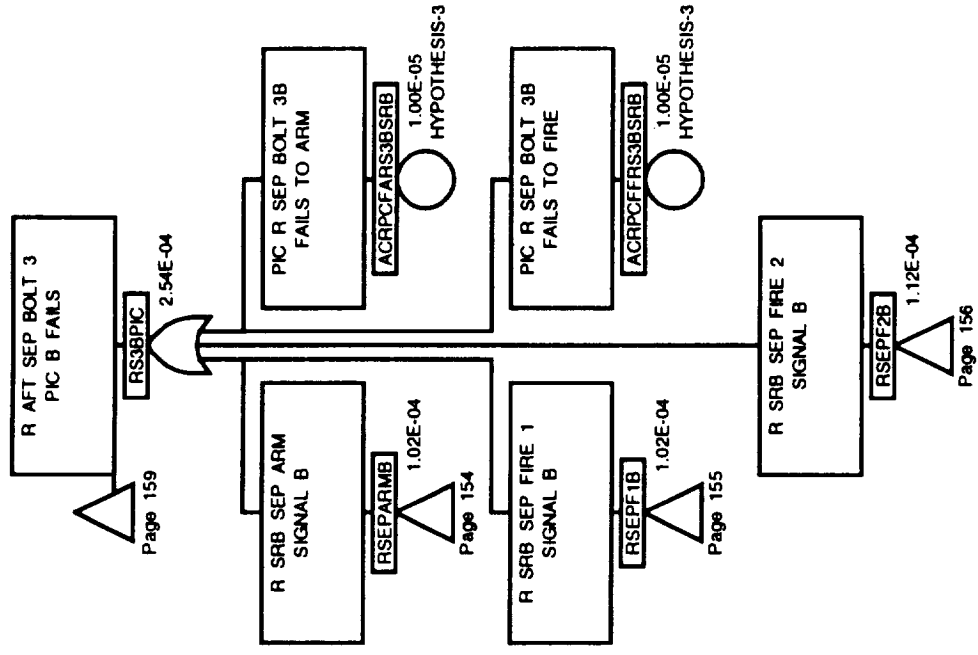 R AFT SEP BOLT 3
PIC B FAILS
RS3BPIC
2.54E-04
Page 159
R SRB SEP ARM
SIGNAL B
RSEPARMB
1.02E-04
Page 154
PIC R SEP BOLT 3B
FAILS TO ARM
ACRPCFARS3BSRB
1.00E-05
HYPOTHESIS-3
R SRB SEP FIRE 1
SIGNAL B
RSEPF1B
1.02E-04
Page 155
PIC R SEP BOLT 3B
FAILS TO FIRE
ACRPCFFRS3BSRB
1.00E-05
HYPOTHESIS-3
R SRB SEP FIRE 2
SIGNAL B
RSEPF2B
1.12E-04
Page 156